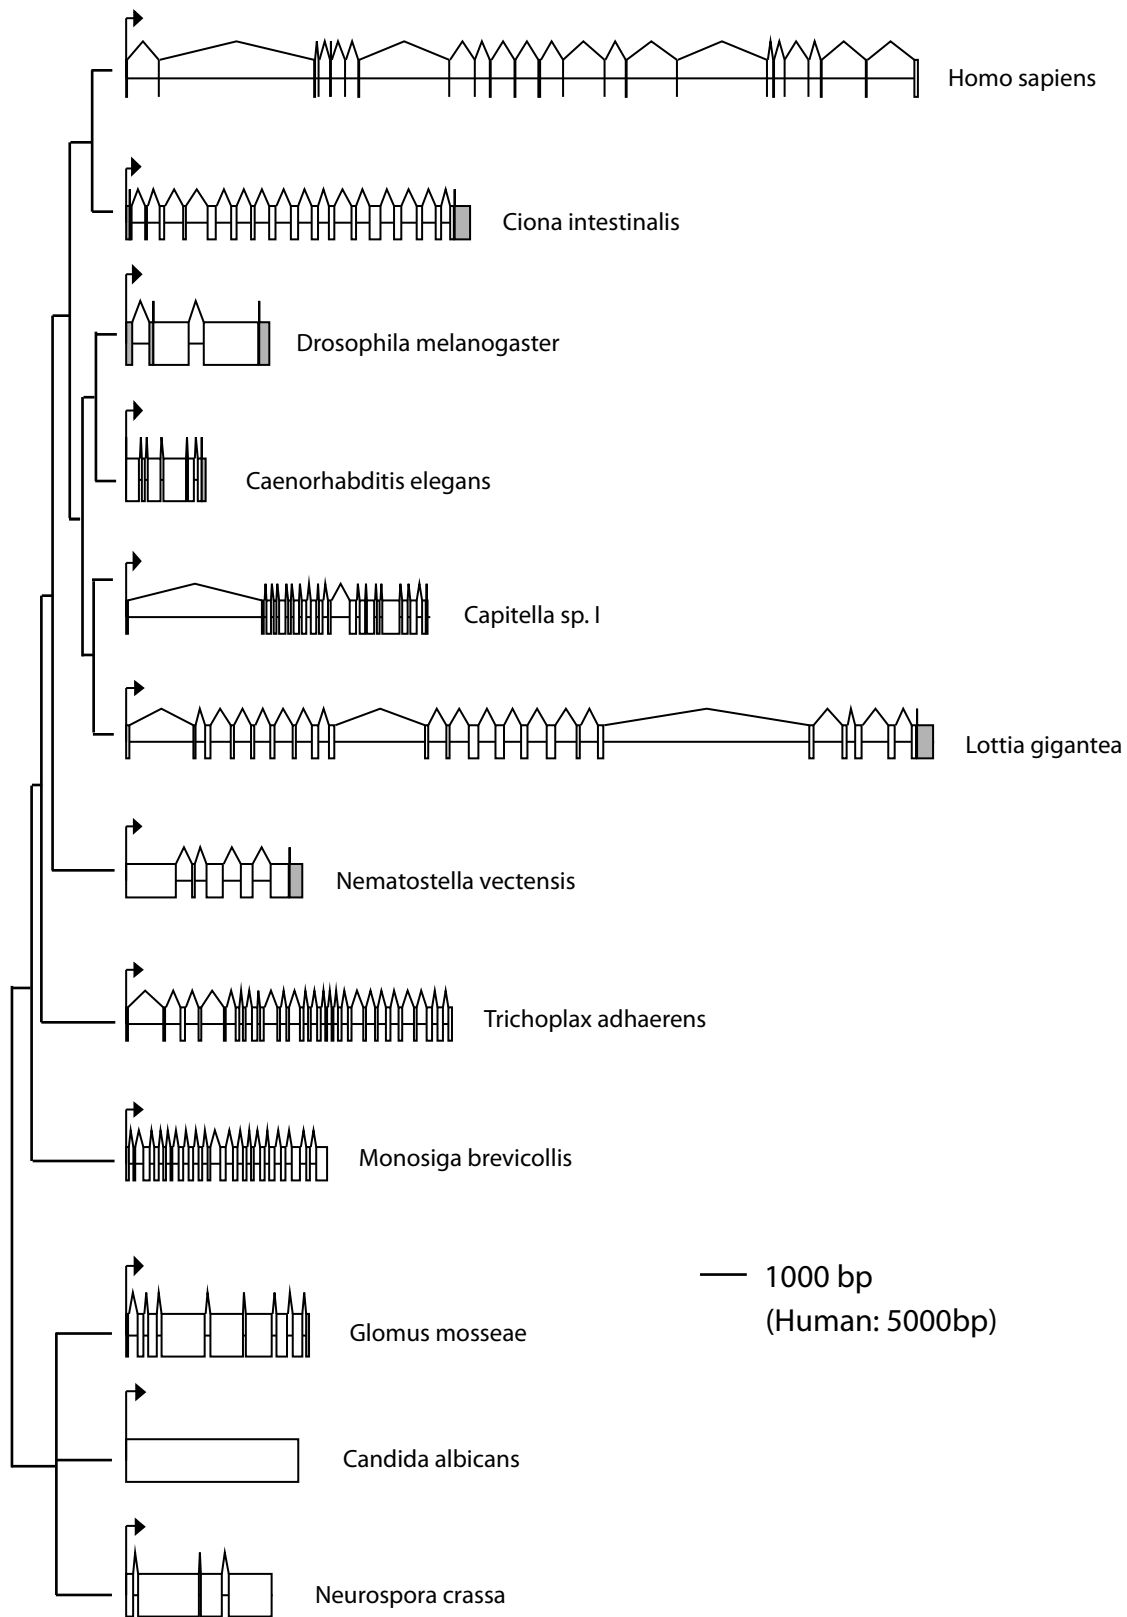 Homo sapiens
Ciona intestinalis
Drosophila melanogaster
Caenorhabditis elegans
Capitella sp. I
Lottia gigantea
Nematostella vectensis
Trichoplax adhaerens
Monosiga brevicollis
1000 bp
(Human: 5000bp)
Glomus mosseae
Candida albicans
Neurospora crassa